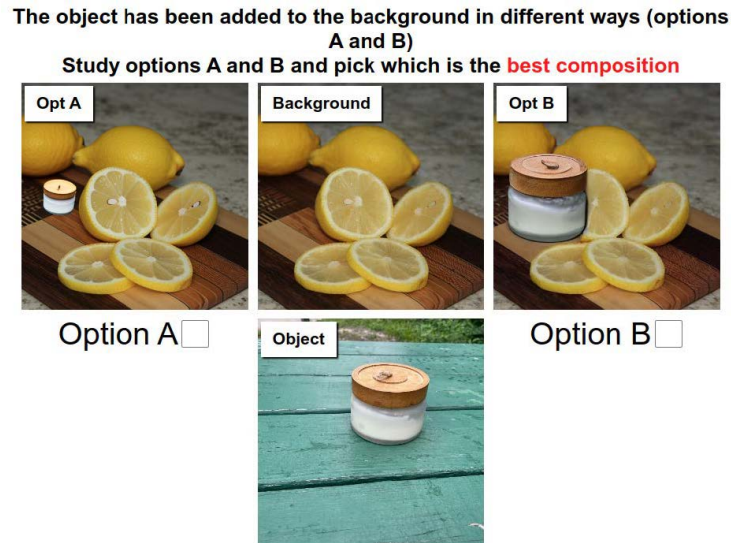 The object has been added to the background in different ways (options
A and B)
Study options A and B and pick which is the best composition
Opt A
Background
Opt B
Option A
Object
Option B